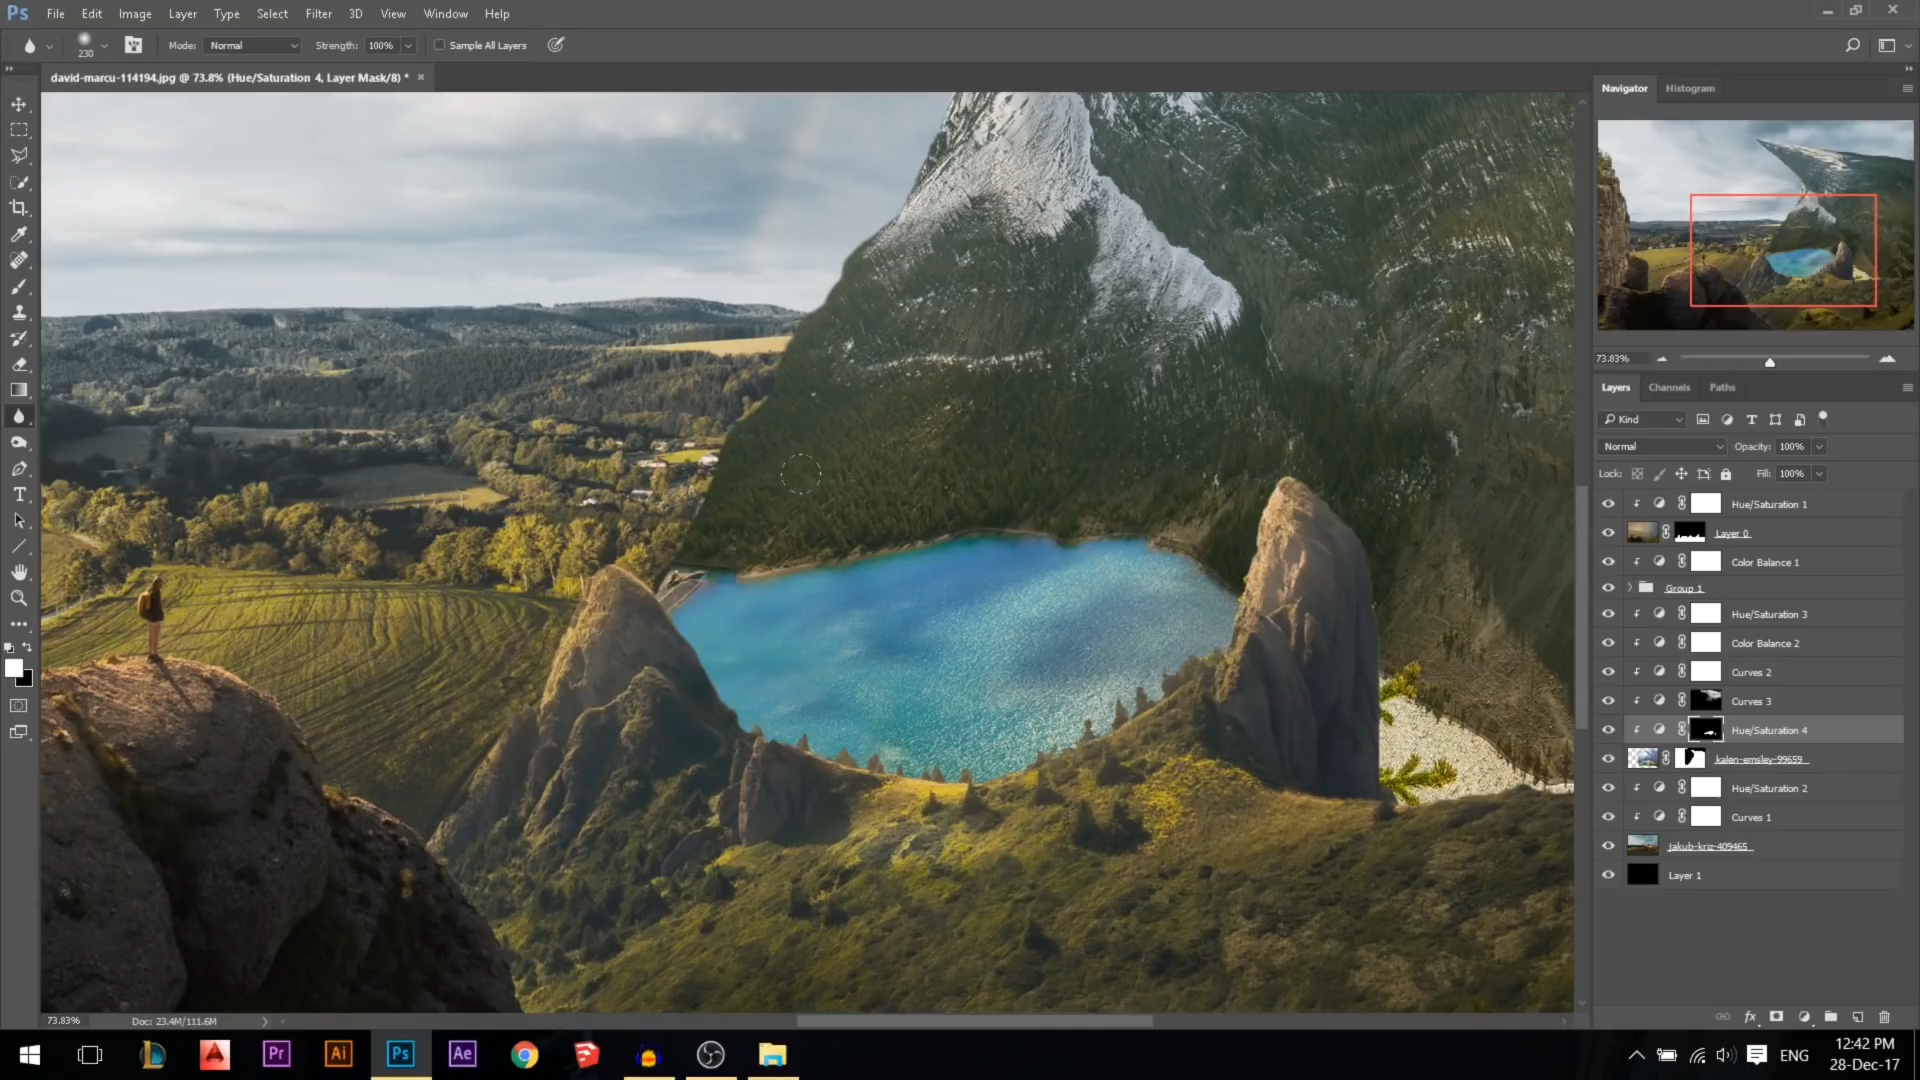 Ps File Edit Image Layer Type Select Filter 3D View Window Help
230 Mode: Normal Strength: 100% Sample All Layers
david-marcu-114194.jpg @ 73.8% (Hue/Saturation 4, Layer Mask/8) *
Navigator Histogram
73.83%
Layers Channels Paths
Kind
Normal Opacity: 100%
Lock: Fill: 100%
Hue/Saturation 1
Layer 0
Color Balance 1
Group 1
Hue/Saturation 3
Color Balance 2
Curves 2
Curves 3
Hue/Saturation 4
kalen-emsley-99659
Hue/Saturation 2
Curves 1
jakub-kriz-409465
Layer 1
fx
73.83% Doc: 23.4M/111.6M
Pr Ai Ps Ae ENG 12:42 PM
28-Dec-17